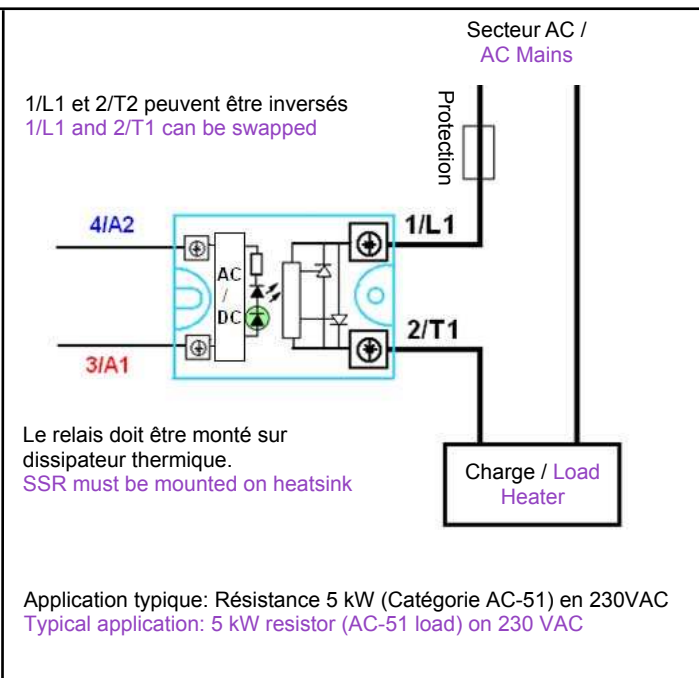 Secteur AC /
AC Mains
1/L1 et 2/T2 peuvent être inversés
1/L1 and 2/T1 can be swapped
Protection
4/A2
1/L1
AC
/
DC
2/T1
3/A1
Le relais doit être monté sur
dissipateur thermique.
SSR must be mounted on heatsink
Charge / Load
Heater
Application typique: Résistance 5 kW (Catégorie AC-51) en 230VAC
Typical application: 5 kW resistor (AC-51 load) on 230 VAC